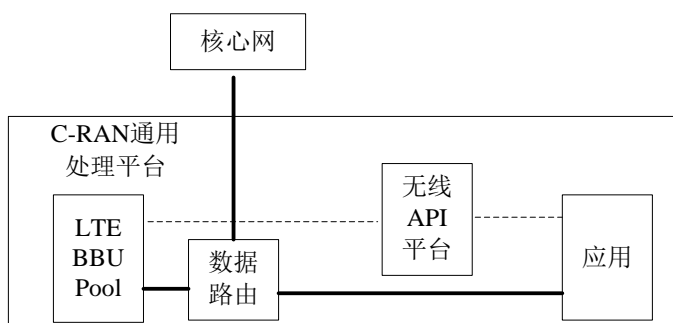 核心网
C-RAN通用
处理平台
LTE
BBU
Pool
数据
路由
无线
API
平台
应用